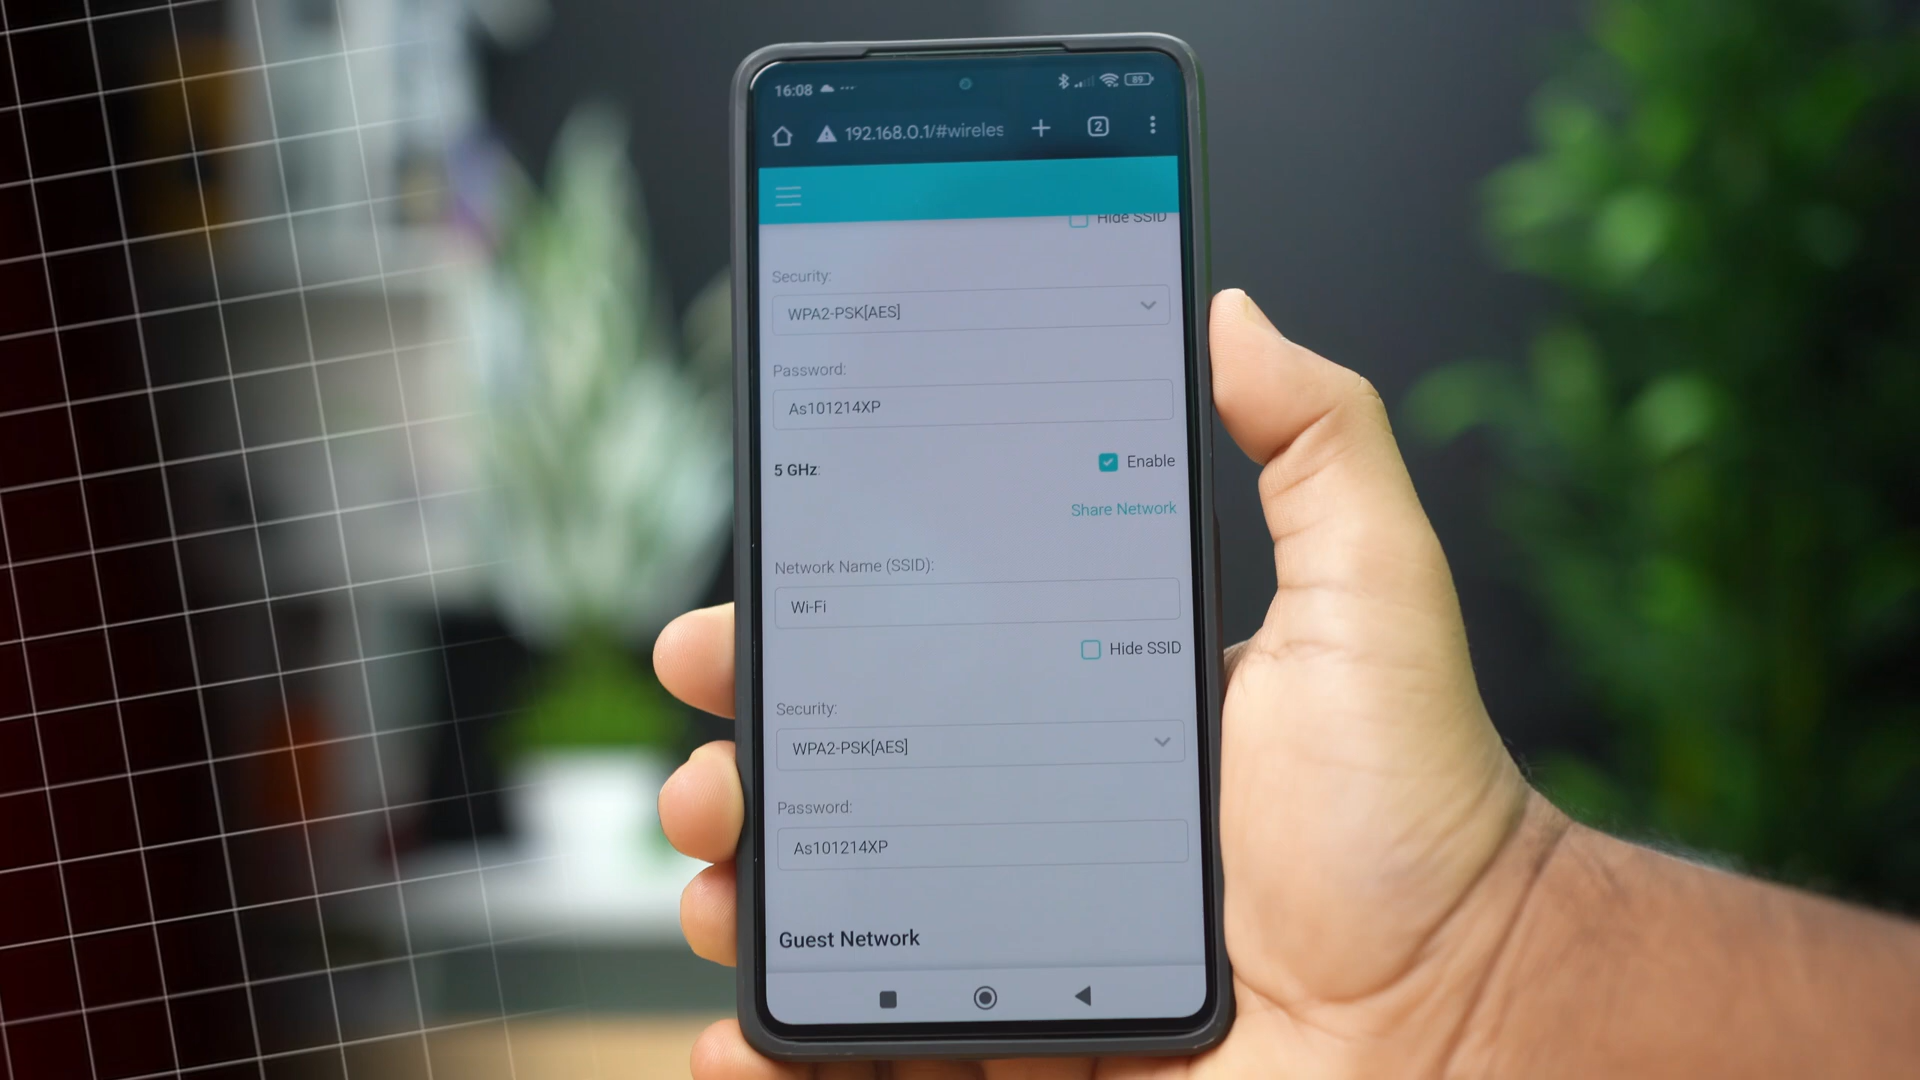 16:08 89
192.168.0.1/#wireles 2
Hide SSID
Security:
WPA2-PSK[AES]
Password:
As101214XP
5 GHz: Enable
Share Network
Network Name (SSID):
Wi-Fi
Hide SSID
Security:
WPA2-PSK[AES]
Password:
As101214XP
Guest Network